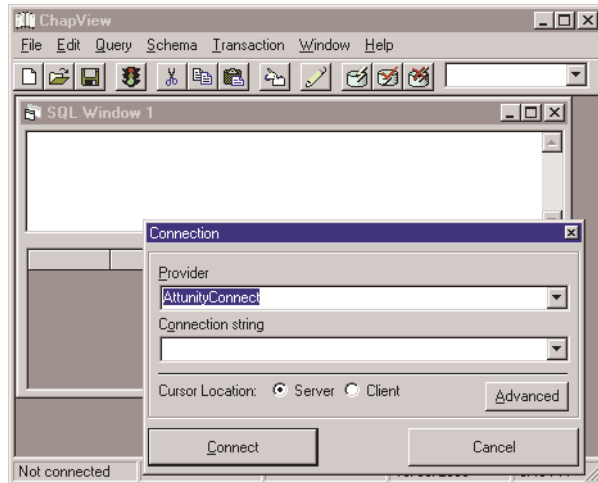 ChapView
File Edit Query Schema Transaction Window Help
SQL Window 1
Connection
Provider
AttunityConnect
Connection string
Cursor Location: Server Client
Advanced
Connect Cancel
Not connected